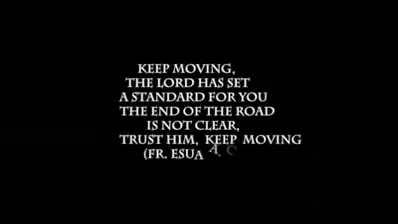 KEEP MOVING,
THE LORD HAS SET
A STANDARD FOR YOU
THE END OF THE ROAD
IS NOT CLEAR,
TRUST HIM, KEEP MOVING
(FR. ESUA